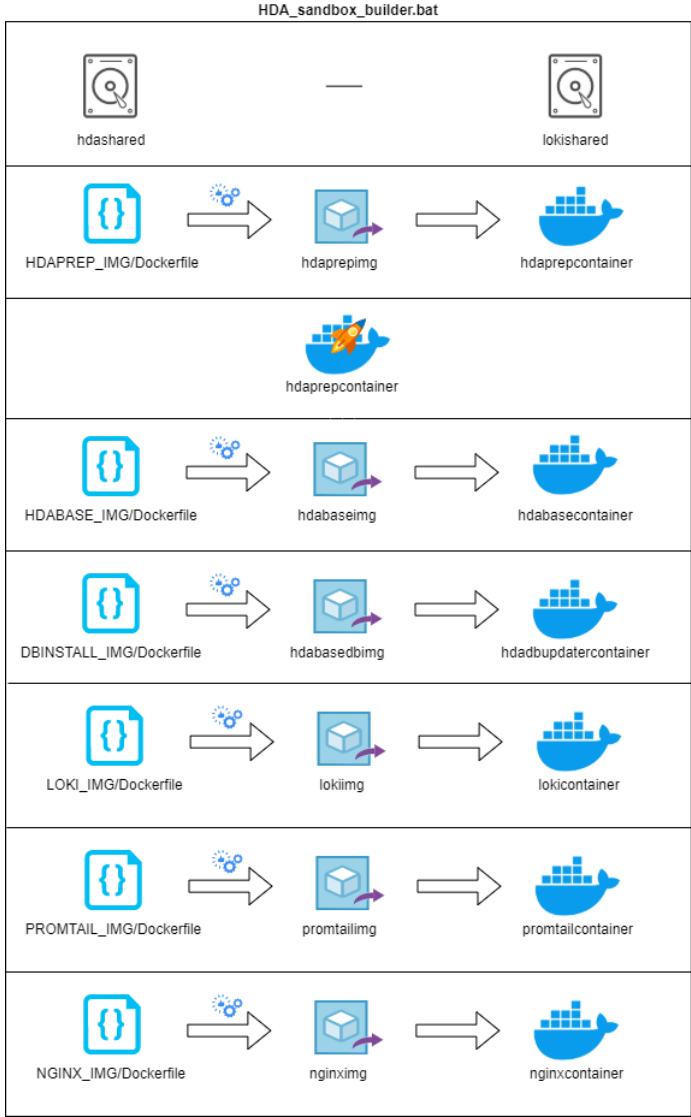 HDA_sandbox_builder.bat
hdashared
lokishared
HDAPREP_IMG/Dockerfile
hdaprepimg
hdaprepcontainer
hdaprepcontainer
HDABASE_IMG/Dockerfile
hdabaseimg
hdabasecontainer
DBINSTALL_IMG/Dockerfile
hdabasedbimg
hdadbupdatercontainer
LOKI_IMG/Dockerfile
lokiimg
lokicontainer
PROMTAIL_IMG/Dockerfile
promtailimg
promtailcontainer
NGINX_IMG/Dockerfile
nginximg
nginxcontainer